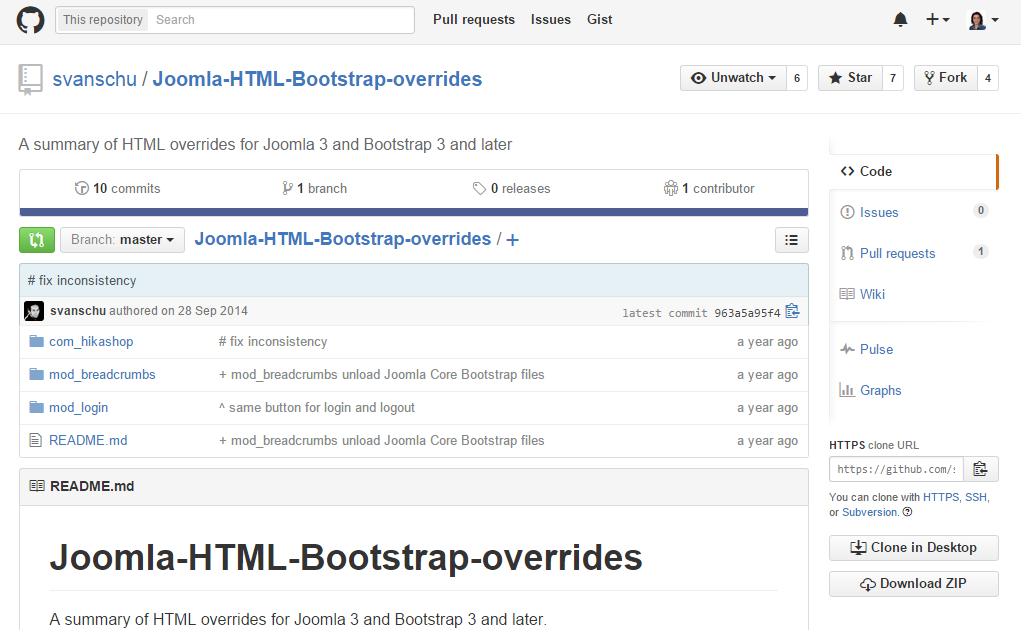 This repository Search Pull requests Issues Gist
svanschu / Joomla-HTML-Bootstrap-overrides Unwatch 6 Star 7 Fork 4
A summary of HTML overrides for Joomla 3 and Bootstrap 3 and later
10 commits 1 branch 0 releases 1 contributor
Branch: master Joomla-HTML-Bootstrap-overrides / +
# fix inconsistency
svanschu authored on 28 Sep 2014 latest commit 963a5a95f4
com_hikashop # fix inconsistency a year ago
mod_breadcrumbs + mod_breadcrumbs unload Joomla Core Bootstrap files a year ago
mod_login ^ same button for login and logout a year ago
README.md + mod_breadcrumbs unload Joomla Core Bootstrap files a year ago
README.md
Joomla-HTML-Bootstrap-overrides
A summary of HTML overrides for Joomla 3 and Bootstrap 3 and later.
Code
Issues 0
Pull requests 1
Wiki
Pulse
Graphs
HTTPS clone URL
https://github.com/
You can clone with HTTPS, SSH,
or Subversion.
Clone in Desktop
Download ZIP